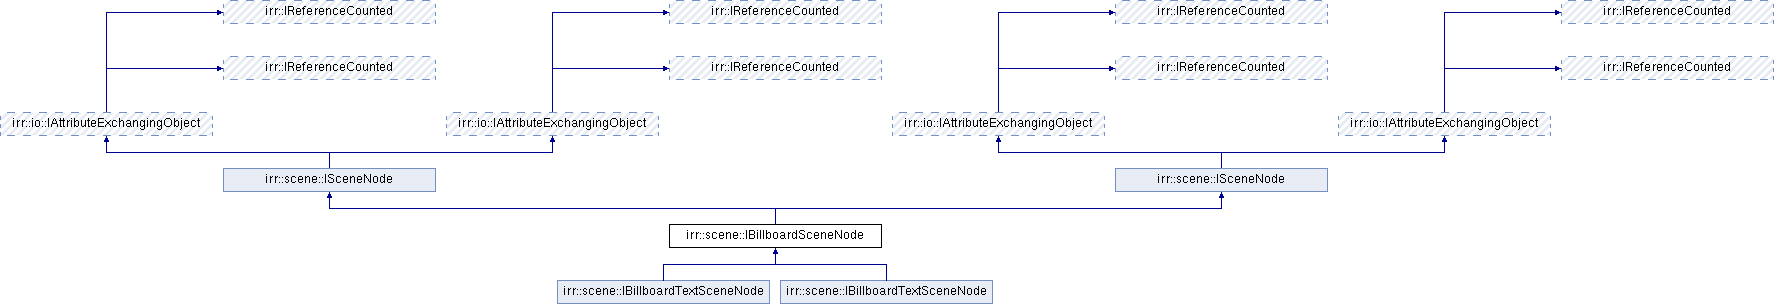 irr::IReferenceCounted
irr::IReferenceCounted
irr::IReferenceCounted
irr::IReferenceCounted
irr::IReferenceCounted
irr::IReferenceCounted
irr::IReferenceCounted
irr::IReferenceCounted
irr::io::IAttributeExchangingObject
irr::io::IAttributeExchangingObject
irr::io::IAttributeExchangingObject
irr::io::IAttributeExchangingObject
irr::scene::ISceneNode
irr::scene::ISceneNode
irr::scene::IBillboardSceneNode
irr::scene::IBillboardTextSceneNode
irr::scene::IBillboardTextSceneNode